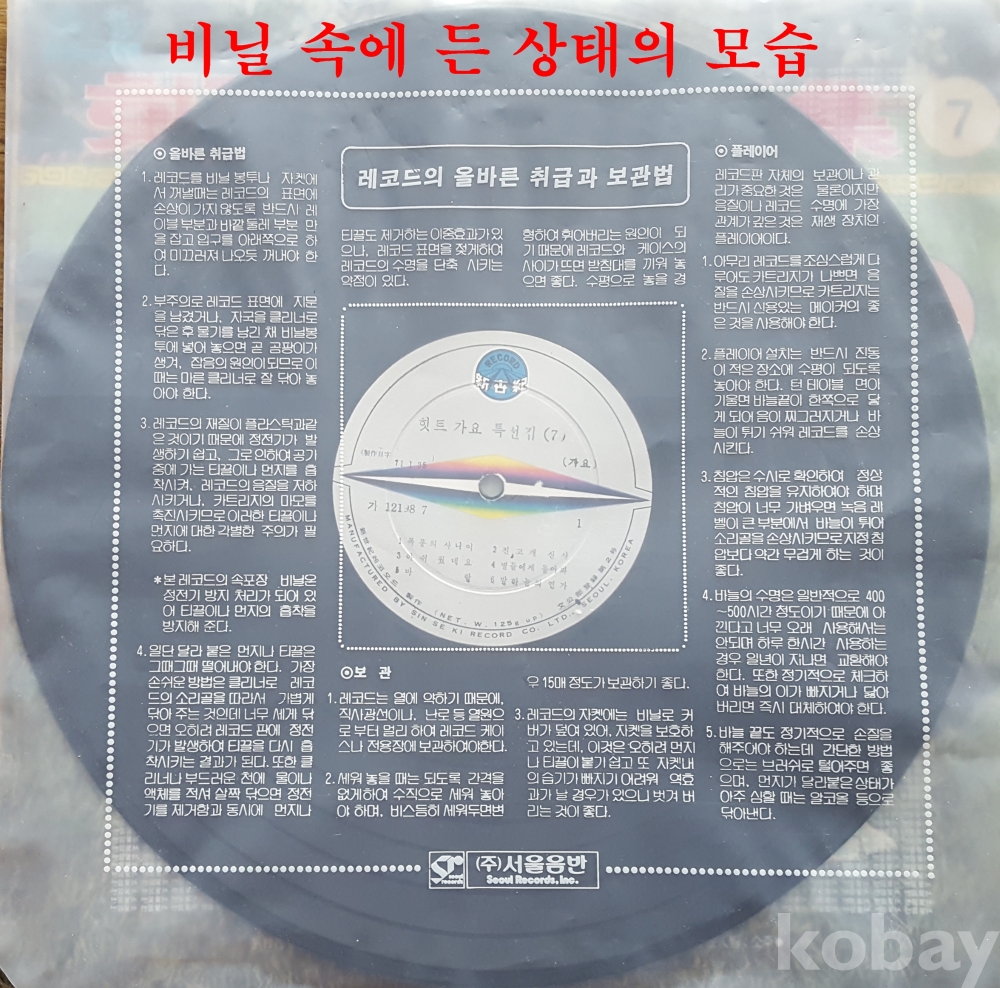 비닐 속에 든 상태의 모습
7
레코드의 올바른 취급과 보관법
⊙ 올바른 취급법
1. 레코드를 비닐 봉투나 자켓에
서 꺼낼때는 레코드의 표면에
손상이 가지 않도록 반드시 레
이블 부분과 바깥 둘레 부분 만
을 잡고 입구를 아래쪽으로 하
여 미끄러져 나오듯 꺼내야 한
다.
2. 부주의로 레코드 표면에 지문
을 남겼거나, 자국을 클리너로
닦은 후 물기를 남긴 채 비닐봉
투에 넣어 놓으면 곧 곰팡이가
생겨, 잡음의 원인이 되므로 이
때는 마른 클리너로 잘 닦아 놓
아야 한다.
3. 레코드의 재질이 플라스틱과같
은 것이기 때문에 정전기가 발
생하기 쉽고, 그로 인하여 공기
중에 가는 티끌이나 먼지를 흡
착시켜, 레코드의 음질을 저하
시키거나, 카트리지의 마모를
촉진시키므로 이러한 티끌이나
먼지에 대한 각별한 주의가 필
요하다.
*본 레코드의 속포장 비닐은
정전기 방지 처리가 되어 있
어 티끌이나 먼지의 흡착을
방지해 준다.
4. 일단 달라 붙은 먼지나 티끌은
그때그때 떨어내야 한다. 가장
손쉬운 방법은 클리너로 레코
드의 소리골을 따라서 가볍게
닦아 주는 것인데 너무 세게 닦
으면 오히려 레코드 판에 정전
기가 발생하여 티끌을 다시 흡
착시키는 결과가 된다. 또한 클
리너나 부드러운 천에 물이나
액체를 적셔 살짝 닦으면 정전
기를 제거함과 동시에 먼지나
티끌도 제거하는 이중효과가 있
으나, 레코드 표면을 젖게하여
레코드의 수명을 단축 시키는
약점이 있다.
RECORD
新世紀
힛트 가요 특선집 (7)
(가요)
가 12198 7
1
MANUFACTURED BY SIN SE KI RECORD CO. LTD. SEOUL, KOREA
(NET. W. 125g up)
⊙보 관
1. 레코드는 열에 약하기 때문에,
직사광선이나, 난로 등 열원으
로 부터 멀리 하여 레코드 케이
스나 전용장에 보관하여야한다.
2. 세워 놓을 때는 되도록 간격을
없게하여 수직으로 세워 놓아
야 하며, 비스듬히 세워두면변
형하여 휘어버리는 원인이 되
기 때문에 레코드와 케이스의
사이가 뜨면 받침대를 끼워 놓
으면 좋다. 수평으로 놓을 경
우 15매 정도가 보관하기 좋다.
3. 레코드의 자켓에는 비닐로 커
버가 덮여 있어, 자켓을 보호하
고 있는데, 이것은 오히려 먼지
나 티끌이 붙기 쉽고 또 자켓내
의 습기가 빠지기 어려워 역효
과가 날 경우가 있으니 벗겨 버
리는 것이 좋다.
⊙ 플레이어
레코드판 자체의 보관이나 관
리가 중요한 것은 물론이지만
음질이나 레코드 수명에 가장
관계가 깊은 것은 재생 장치의
플레이어이다.
1. 아무리 레코드를 조심스럽게 다
루어도 카트리지가 나쁘면 음
질을 손상시키므로 카트리지는
반드시 신용있는 메이커의 좋
은 것을 사용해야 한다.
2. 플레이어 설치는 반드시 진동
이 적은 장소에 수평이 되도록
놓아야 한다. 턴 테이블 면이
기울면 바늘끝이 한쪽으로 닳
게 되어 음이 찌그러지거나 바
늘이 튀기 쉬워 레코드를 손상
시킨다.
3. 침압은 수시로 확인하여 정상
적인 침압을 유지하여야 하며
침압이 너무 가벼우면 녹음 레
벨이 큰 부분에서 바늘이 튀어
소리골을 손상시키므로 지정 침
압보다 약간 무겁게 하는 것이
좋다.
4. 바늘의 수명은 일반적으로 400
~500시간 정도이기 때문에 아
낀다고 너무 오래 사용해서는
안되며 하루 한시간 사용하는
경우 일년이 지나면 교환해야
한다. 또한 정기적으로 체크하
여 바늘의 이가 빠지거나 닳아
버리면 즉시 대체하여야 한다.
5. 바늘 끝도 정기적으로 손질을
해주어야 하는데 간단한 방법
으로는 브러쉬로 털어주면 좋
으며, 먼지가 달라붙은 상태가
아주 심할 때는 알코올 등으로
닦아낸다.
seoul records
(주)서울음반
Seoul Records, Inc.
kobay